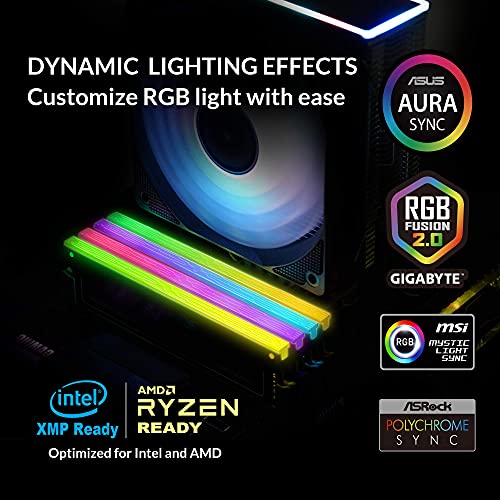 DYNAMIC LIGHTING EFFECTS
Customize RGB light with ease
ASUS
AURA
SYNC
RGB
FUSION
2.0
GIGABYTE™
RGB
msi
MYSTIC
LIGHT
SYNC
ASRock
POLYCHROME
SYNC
intel
XMP Ready
AMD
RYZEN
READY
Optimized for Intel and AMD